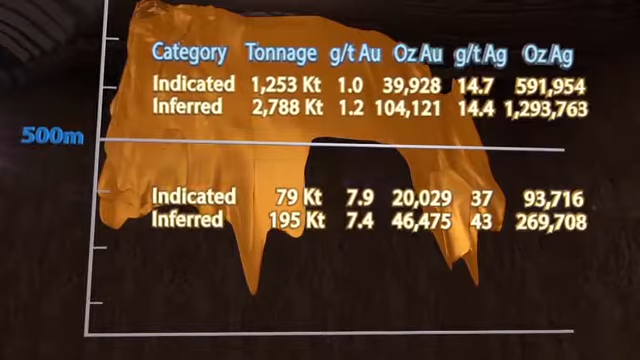 Category Tonnage g/t Au Oz Au g/t Ag Oz Ag
Indicated 1,253 Kt 1.0 39,928 14.7 591,954
Inferred 2,788 Kt 1.2 104,121 14.4 1,293,763
500m
Indicated 79 Kt 7.9 20,029 37 93,716
Inferred 195 Kt 7.4 46,475 43 269,708